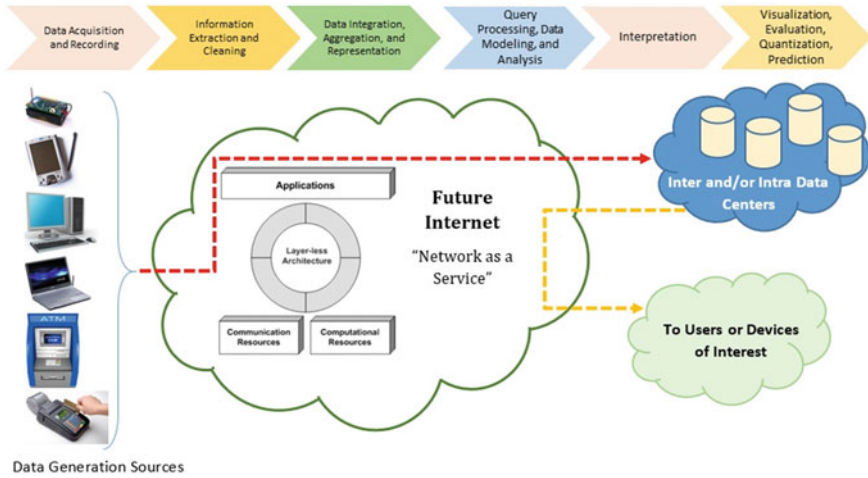 Data Acquisition
and Recording
Information
Extraction and
Cleaning
Data Integration,
Aggregation, and
Representation
Query
Processing, Data
Modeling, and
Analysis
Interpretation
Visualization,
Evaluation,
Quantization,
Prediction
Applications
Layer-less
Architecture
Communication
Resources
Computational
Resources
Future
Internet
“Network as a
Service”
Inter and/or Intra Data
Centers
To Users or Devices
of Interest
ATM
Data Generation Sources